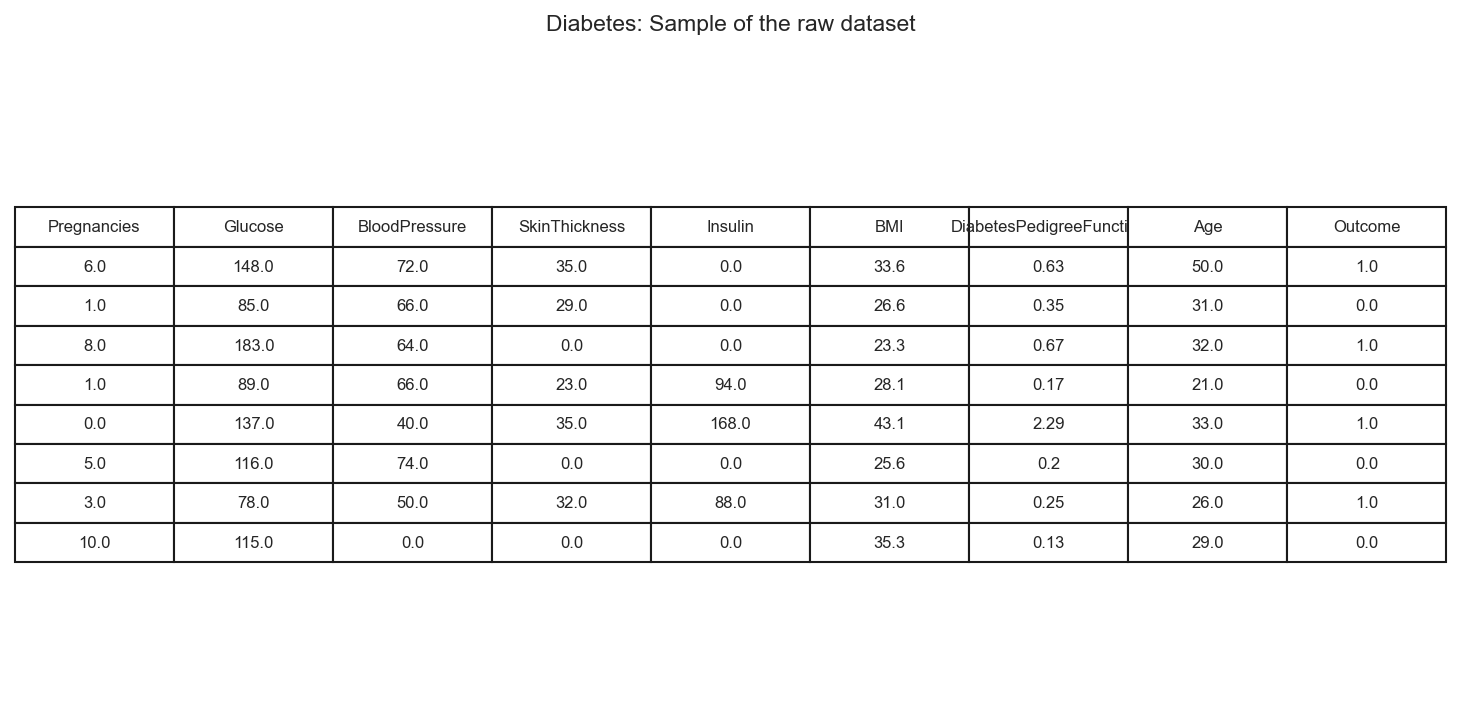 Diabetes: Sample of the raw dataset
Pregnancies Glucose BloodPressure SkinThickness Insulin BMI DiabetesPedigreeFuncti Age Outcome
6.0 148.0 72.0 35.0 0.0 33.6 0.63 50.0 1.0
1.0 85.0 66.0 29.0 0.0 26.6 0.35 31.0 0.0
8.0 183.0 64.0 0.0 0.0 23.3 0.67 32.0 1.0
1.0 89.0 66.0 23.0 94.0 28.1 0.17 21.0 0.0
0.0 137.0 40.0 35.0 168.0 43.1 2.29 33.0 1.0
5.0 116.0 74.0 0.0 0.0 25.6 0.2 30.0 0.0
3.0 78.0 50.0 32.0 88.0 31.0 0.25 26.0 1.0
10.0 115.0 0.0 0.0 0.0 35.3 0.13 29.0 0.0